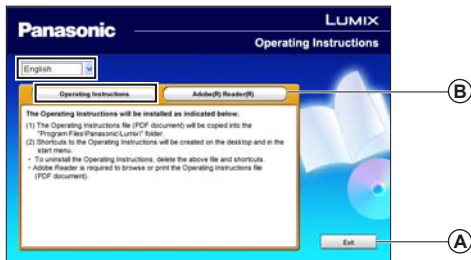 Panasonic
LUMIX
Operating Instructions
English
Operating Instructions
Adobe(R) Reader(R)
The Operating Instructions will be installed as indicated below.
(1) The Operating Instructions file (PDF document) will be copied into the
"Program Files\Panasonic\Lumix\" folder.
(2) Shortcuts to the Operating Instructions will be created on the desktop and in the
start menu.
・ To uninstall the Operating Instructions, delete the above file and shortcuts.
・ Adobe Reader is required to browse or print the Operating Instructions file
(PDF document).
Exit
B
A